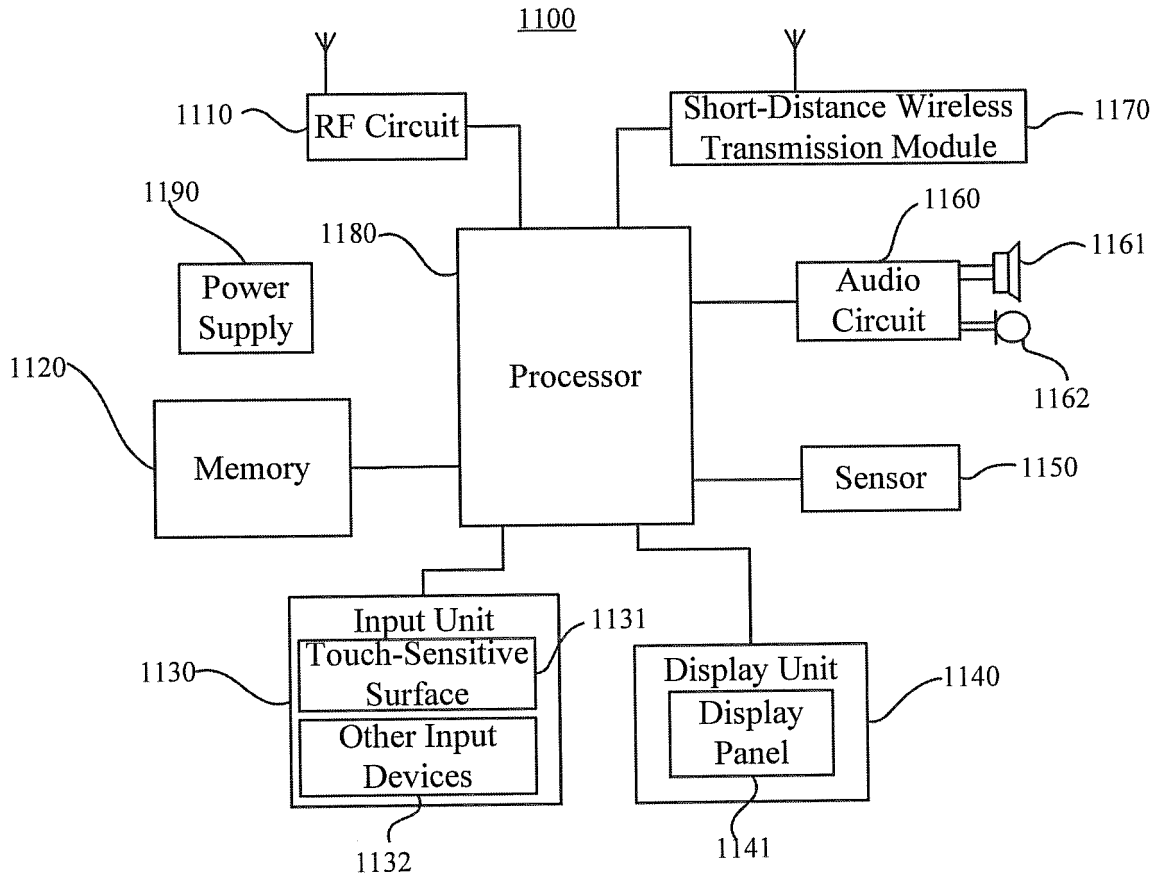 1100
1110
RF Circuit
Short-Distance Wireless
Transmission Module
1170
1190
Power
Supply
1180
Processor
1160
Audio
Circuit
1161
1162
1120
Memory
Sensor
1150
Input Unit
1131
Touch-Sensitive
Surface
1130
Other Input
Devices
1132
Display Unit
1140
Display
Panel
1141